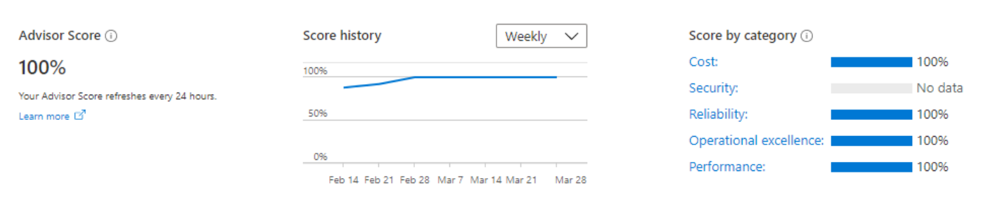 Advisor Score
100%
Your Advisor Score refreshes every 24 hours.
Learn more
Score history
Weekly
100%
50%
0%
Feb 14 Feb 21 Feb 28 Mar 7 Mar 14 Mar 21 Mar 28
Score by category
Cost: 100%
Security: No data
Reliability: 100%
Operational excellence: 100%
Performance: 100%